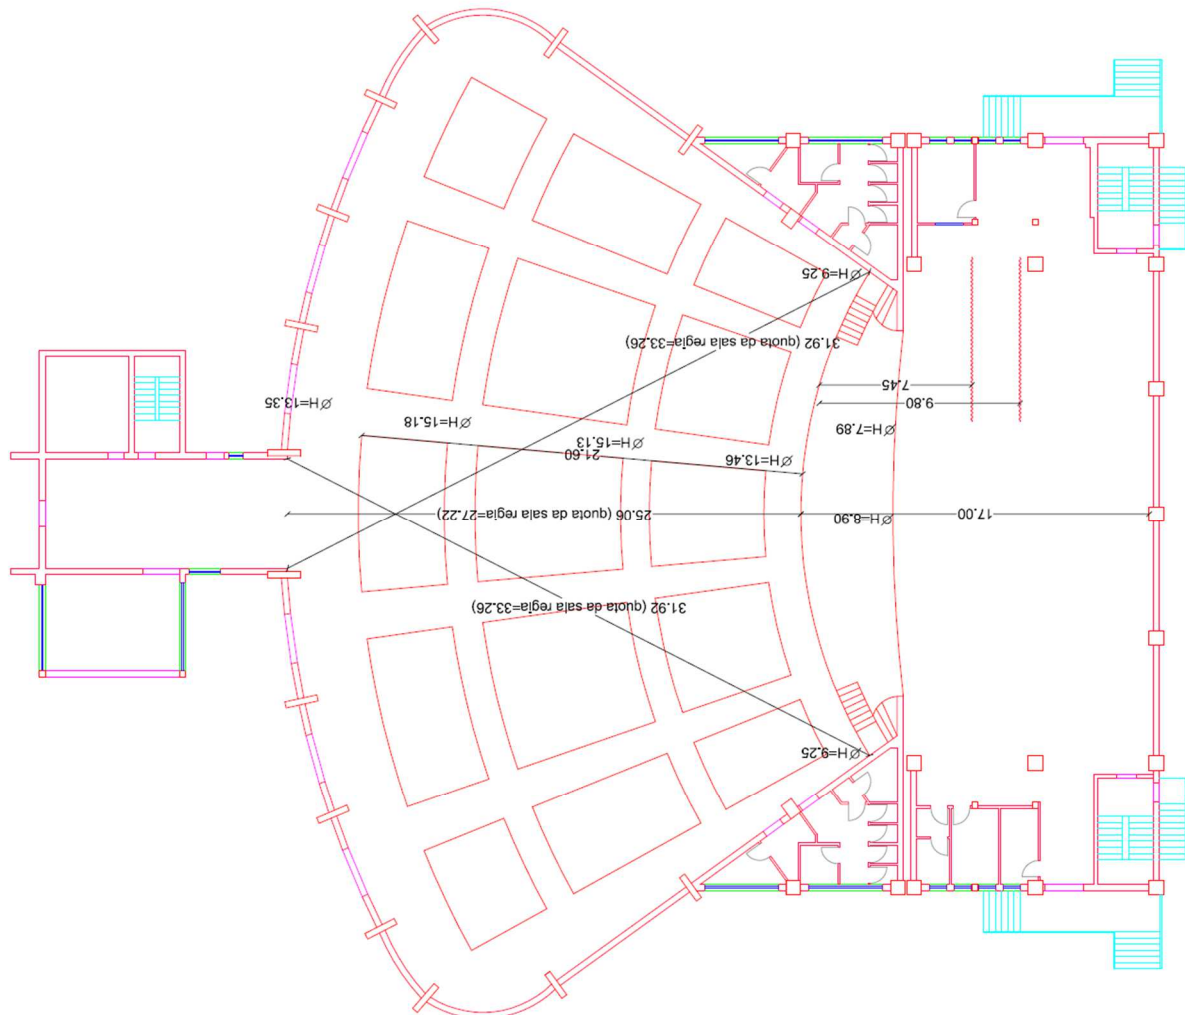 ØH=9.25
31.92 (quota da sala regia=33.26)
17.00
ØH=8.90
25.06 (quota da sala regia=27.22)
ØH=13.46
21.60
ØH=15.13
ØH=7.89
ØH=15.18
9.80
ØH=13.35
7.45
31.92 (quota da sala regia=33.26)
ØH=9.25